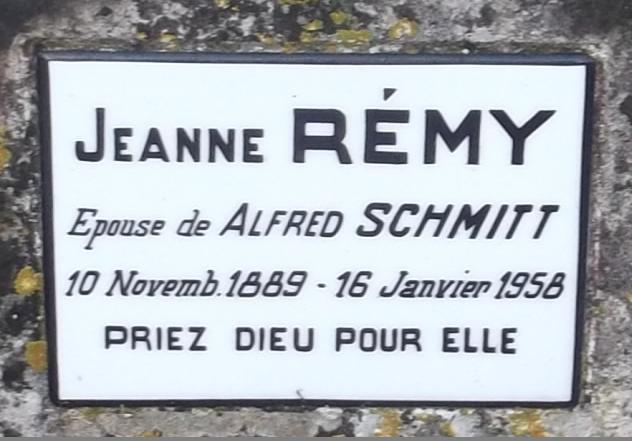 JEANNE RÉMY
Epouse de ALFRED SCHMITT
10 Novemb. 1889 - 16 Janvier 1958
PRIEZ DIEU POUR ELLE